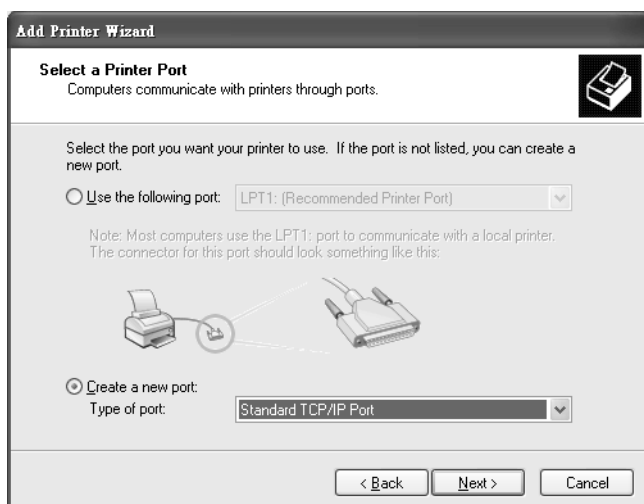 Add Printer Wizard
Select a Printer Port
Computers communicate with printers through ports.
Select the port you want your printer to use. If the port is not listed, you can create a
new port.
Use the following port: LPT1: (Recommended Printer Port)
Note: Most computers use the LPT1: port to communicate with a local printer.
The connector for this port should look something like this:
Create a new port:
Type of port: Standard TCP/IP Port
< Back Next > Cancel